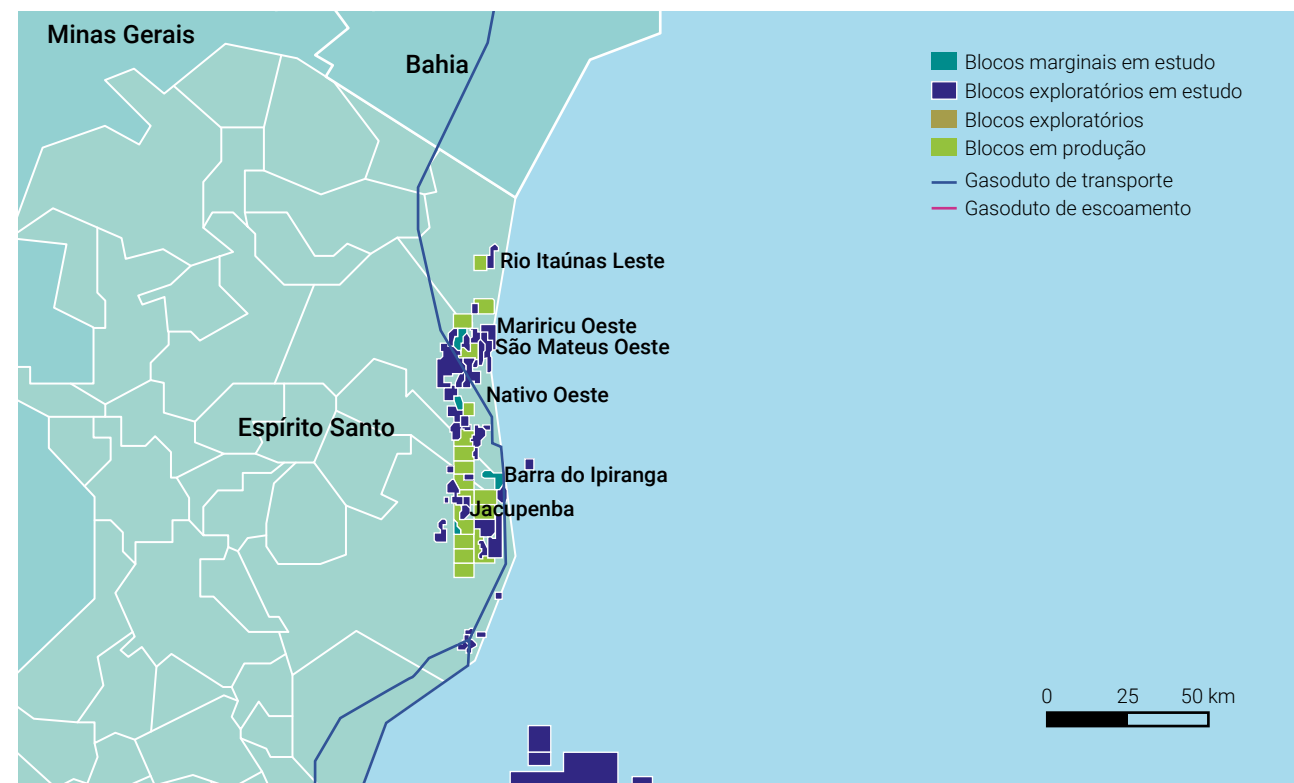 Minas Gerais
Bahia
Blocos marginais em estudo
Blocos exploratórios em estudo
Blocos exploratórios
Blocos em produção
Gasoduto de transporte
Gasoduto de escoamento
Rio Itaúnas Leste
Mariricu Oeste
São Mateus Oeste
Nativo Oeste
Espírito Santo
Barra do Ipiranga
Jacupenba
0 25 50 km